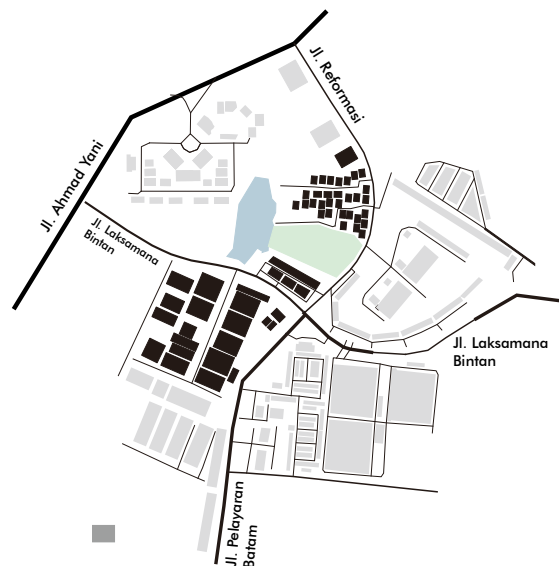 Jl. Reformasi
Jl. Ahmad Yani
Jl. Laksamana
Bintan
Jl. Laksamana
Bintan
Jl. Pelayaran
Batam